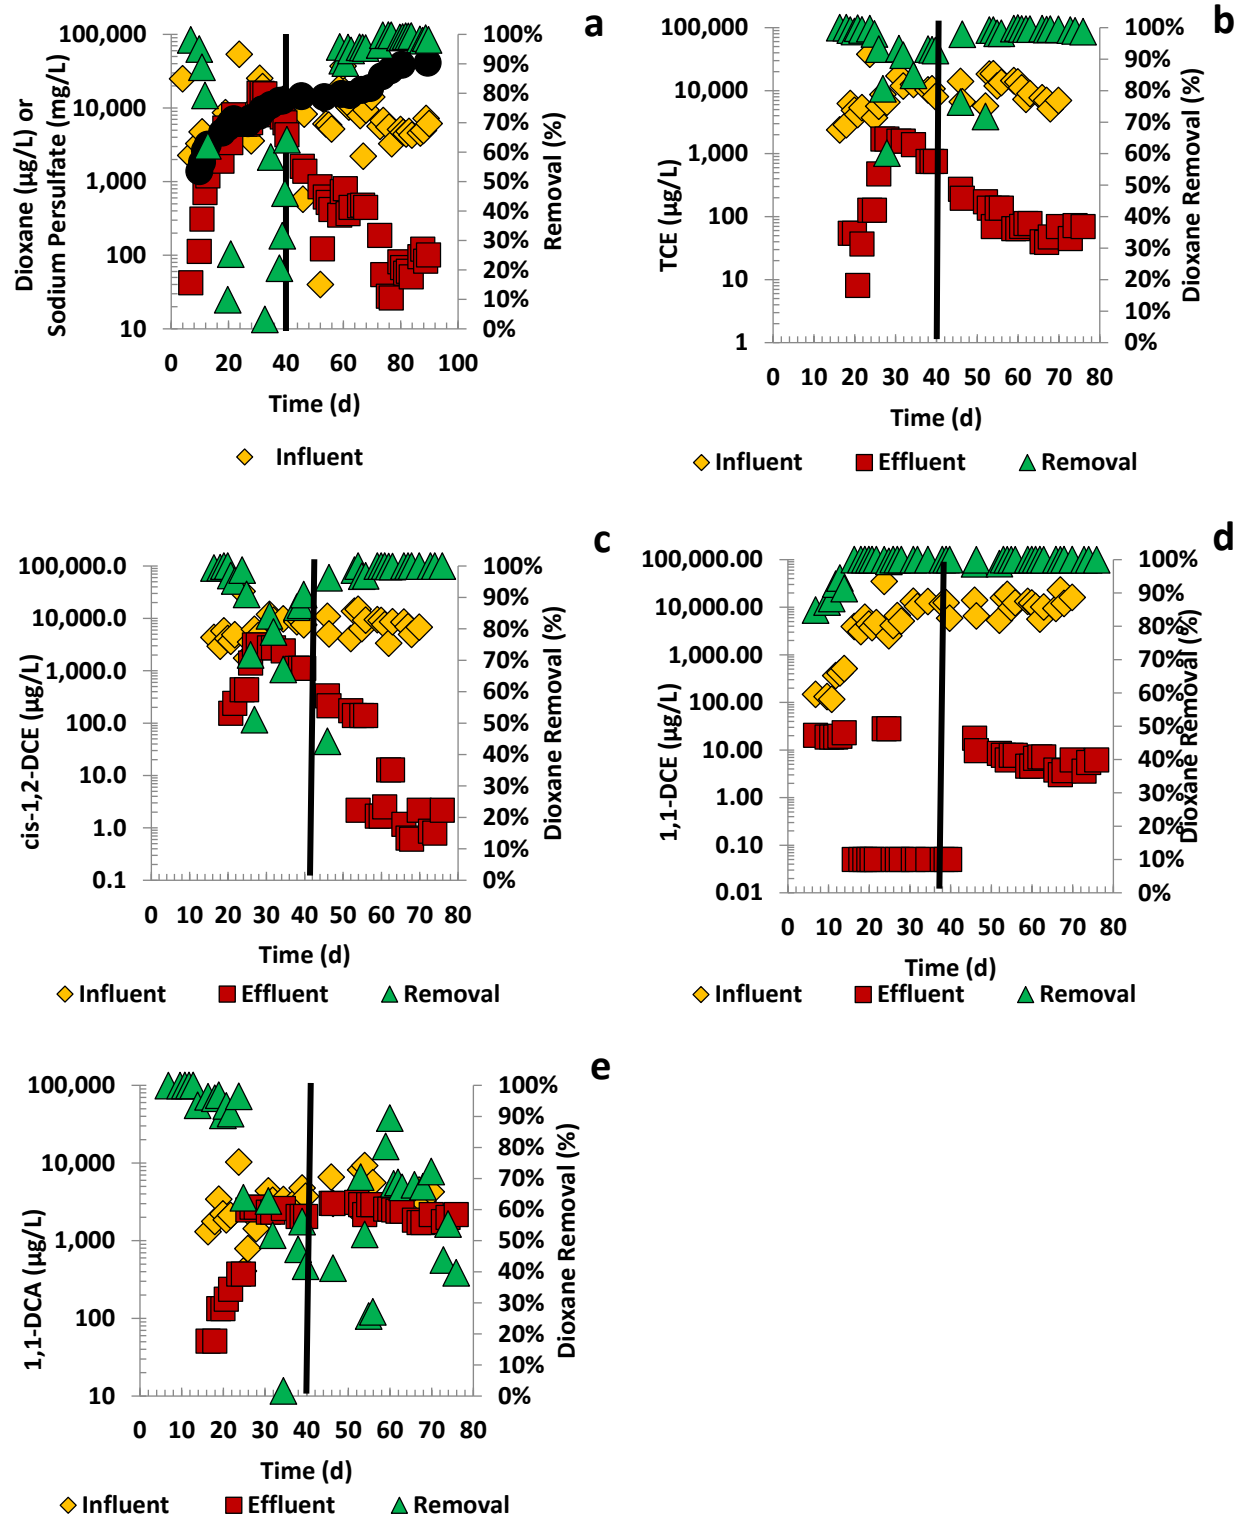 a
100,000
10,000
1,000
100
10
100%
90%
80%
70%
60%
50%
40%
30%
20%
10%
0%
0 20 40 60 80 100
Dioxane (µg/L) or
Sodium Persulfate (mg/L)
Removal (%)
Time (d)
Influent
b
100,000
10,000
1,000
100
10
1
100%
90%
80%
70%
60%
50%
40%
30%
20%
10%
0%
0 10 20 30 40 50 60 70 80
TCE (µg/L)
Dioxane Removal (%)
Time (d)
Influent Effluent Removal
c
100,000.0
10,000.0
1,000.0
100.0
10.0
1.0
0.1
100%
90%
80%
70%
60%
50%
40%
30%
20%
10%
0%
0 10 20 30 40 50 60 70 80
cis-1,2-DCE (µg/L)
Dioxane Removal (%)
Time (d)
Influent Effluent Removal
d
100,000.00
10,000.00
1,000.00
100.00
10.00
1.00
0.10
0.01
100%
90%
80%
70%
60%
50%
40%
30%
20%
10%
0%
0 10 20 30 40 50 60 70 80
1,1-DCE (µg/L)
Dioxane Removal (%)
Time (d)
Influent Effluent Removal
e
100,000
10,000
1,000
100
10
100%
90%
80%
70%
60%
50%
40%
30%
20%
10%
0%
0 10 20 30 40 50 60 70 80
1,1-DCA (µg/L)
Dioxane Removal (%)
Time (d)
Influent Effluent Removal